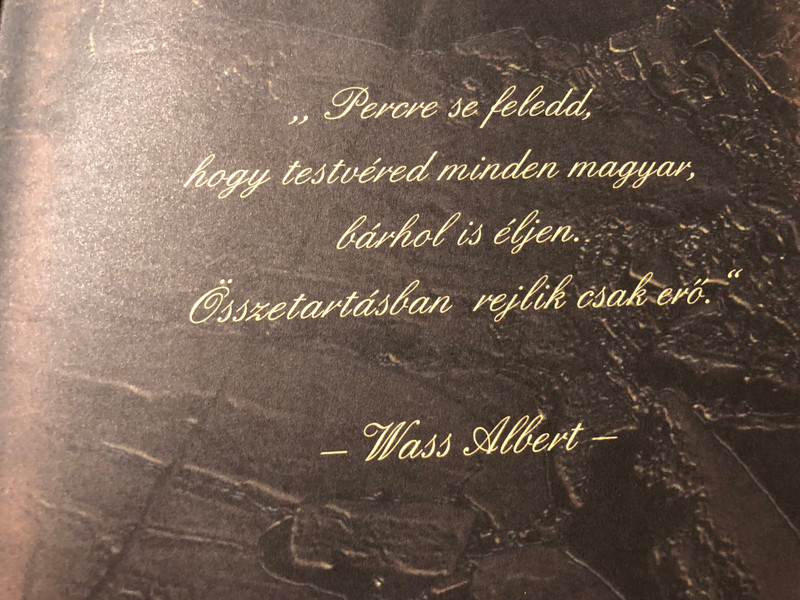 „ Percre se feledd,
hogy testvéred minden magyar,
bárhol is éljen.
Összetartásban rejlik csak erő.“
– Wass Albert –